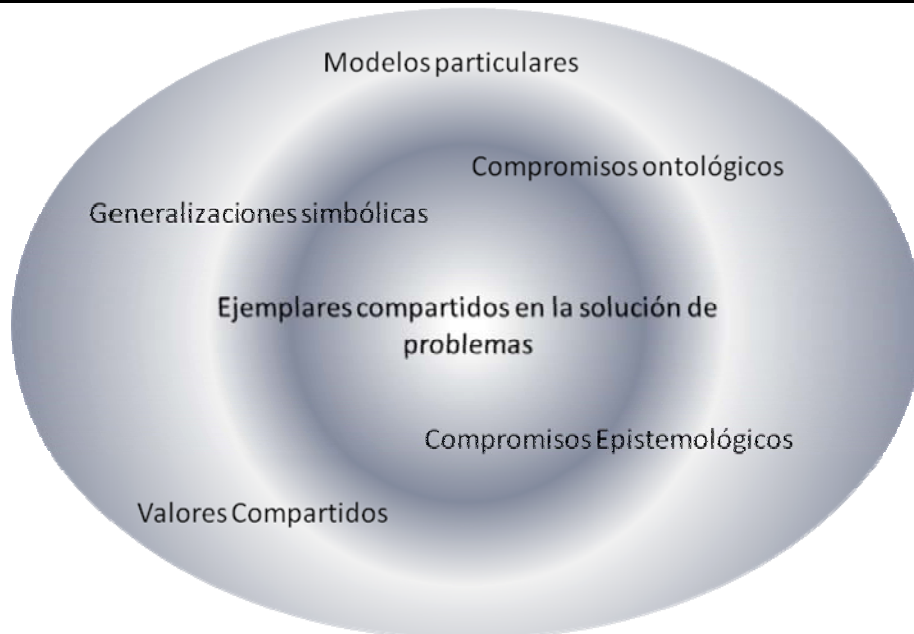 Modelos particulares
Compromisos ontológicos
Generalizaciones simbólicas
Ejemplares compartidos en la solución de
problemas
Compromisos Epistemológicos
Valores Compartidos